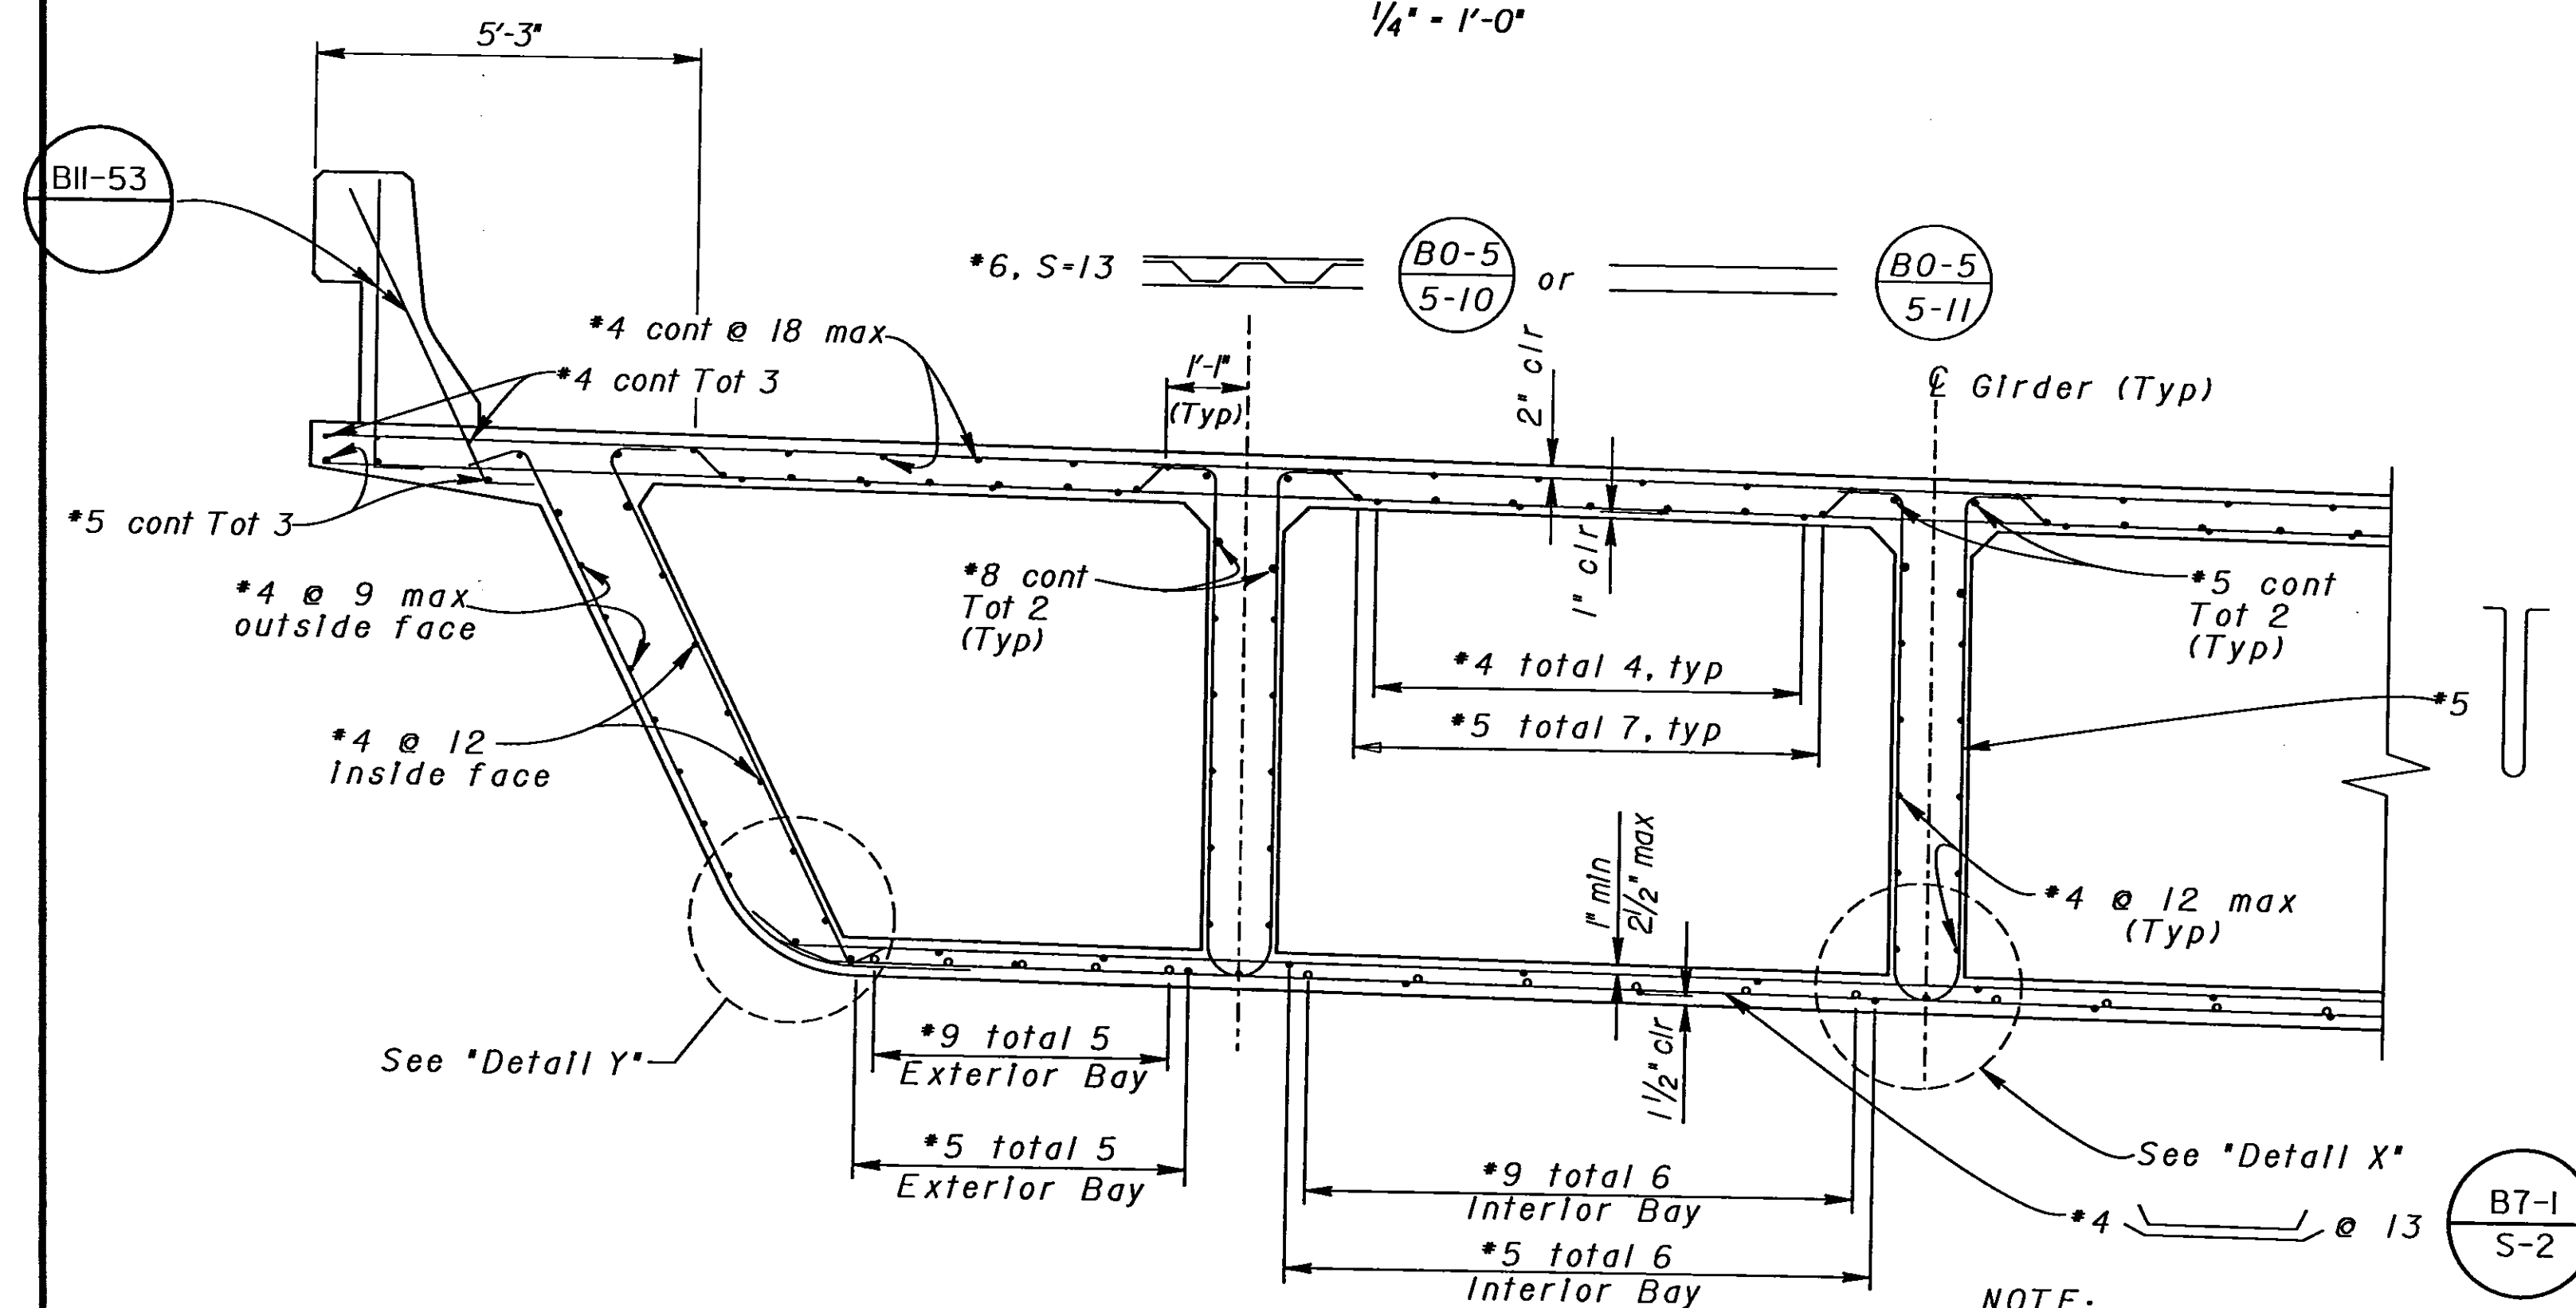 1/4" = 1'-0"
5'-3"
B11-53
#6, S=13
B0-5
5-10
or
B0-5
5-11
#4 cont @ 18 max
#4 cont Tot 3
1'-1"
(Typ)
2" clr
℄ Girder (Typ)
#5 cont Tot 3
#4 @ 9 max
outside face
#8 cont
Tot 2
(Typ)
1" clr
#5 cont
Tot 2
(Typ)
#4 total 4, typ
#5 total 7, typ
#5
#4 @ 12
inside face
1" min
2 1/2" max
#4 @ 12 max
(Typ)
See "Detail Y"
#9 total 5
Exterior Bay
1 1/2" clr
#5 total 5
Exterior Bay
#9 total 6
Interior Bay
See "Detail X"
#4 @ 13
B7-1
S-2
#5 total 6
Interior Bay
NOTE: